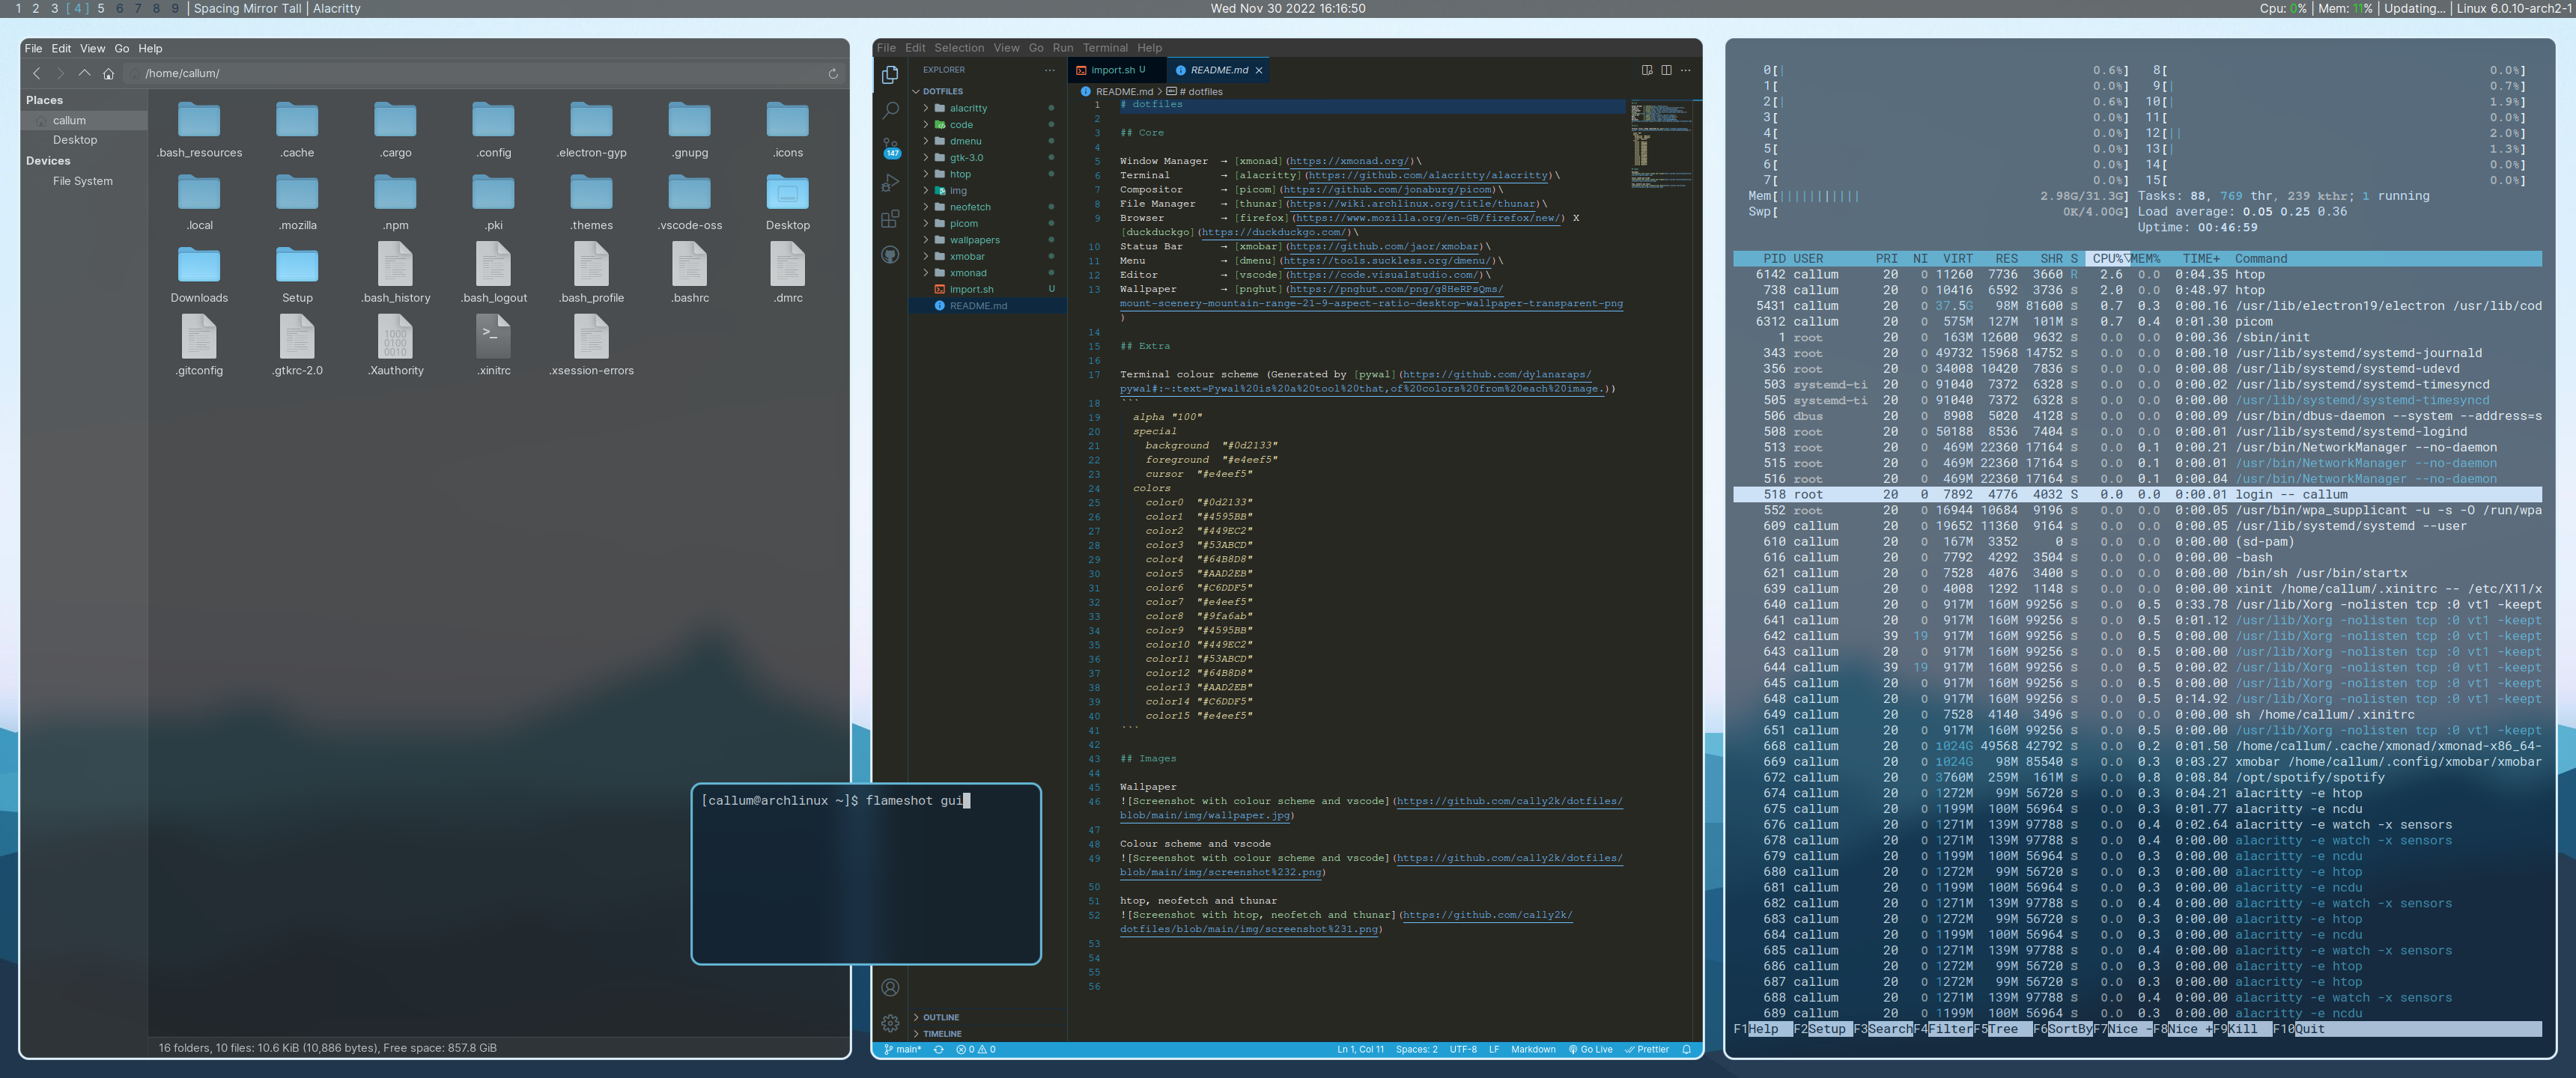 1 2 3 [ 4 ] 5 6 7 8 9 | Spacing Mirror Tall | Alacritty
Wed Nov 30 2022 16:16:50
Cpu: 0% | Mem: 11% | Updating... | Linux 6.0.10-arch2-1
File Edit View Go Help
/home/callum/
Places
callum
Desktop
Devices
File System
.bash_resources .cache .cargo .config .electron-gyp .gnupg .icons
.local .mozilla .npm .pki .themes .vscode-oss Desktop
Downloads Setup .bash_history .bash_logout .bash_profile .bashrc .dmrc
.gitconfig .gtkrc-2.0 .Xauthority .xinitrc .xsession-errors
16 folders, 10 files: 10.6 KiB (10,886 bytes), Free space: 857.8 GiB
[callum@archlinux ~]$ flameshot gui
File Edit Selection View Go Run Terminal Help
EXPLORER ···
DOTFILES
alacritty
code
dmenu
gtk-3.0
htop
img
neofetch
picom
wallpapers
xmobar
xmonad
import.sh U
README.md
OUTLINE
TIMELINE
147
import.sh U README.md
README.md > # dotfiles
1 # dotfiles
2
3 ## Core
4
5 Window Manager → [xmonad](https://xmonad.org/)\
6 Terminal → [alacritty](https://github.com/alacritty/alacritty)\
7 Compositor → [picom](https://github.com/jonaburg/picom)\
8 File Manager → [thunar](https://wiki.archlinux.org/title/thunar)\
9 Browser → [firefox](https://www.mozilla.org/en-GB/firefox/new/) X
[duckduckgo](https://duckduckgo.com/)\
10 Status Bar → [xmobar](https://github.com/jaor/xmobar)\
11 Menu → [dmenu](https://tools.suckless.org/dmenu/)\
12 Editor → [vscode](https://code.visualstudio.com/)\
13 Wallpaper → [pnghut](https://pnghut.com/png/g8HeRPsQms/
mount-scenery-mountain-range-21-9-aspect-ratio-desktop-wallpaper-transparent-png
)
14
15 ## Extra
16
17 Terminal colour scheme (Generated by [pywal](https://github.com/dylanaraps/
pywal#:~:text=Pywal%20is%20a%20tool%20that,of%20colors%20from%20each%20image.))
18 ```
19 alpha "100"
20 special
21 background "#0d2133"
22 foreground "#e4eef5"
23 cursor "#e4eef5"
24 colors
25 color0 "#0d2133"
26 color1 "#4595BB"
27 color2 "#449EC2"
28 color3 "#53ABCD"
29 color4 "#64B8D8"
30 color5 "#AAD2EB"
31 color6 "#C6DDF5"
32 color7 "#e4eef5"
33 color8 "#9fa6ab"
34 color9 "#4595BB"
35 color10 "#449EC2"
36 color11 "#53ABCD"
37 color12 "#64B8D8"
38 color13 "#AAD2EB"
39 color14 "#C6DDF5"
40 color15 "#e4eef5"
41 ```
42
43 ## Images
44
45 Wallpaper
46 ![Screenshot with colour scheme and vscode](https://github.com/cally2k/dotfiles/
blob/main/img/wallpaper.jpg)
47
48 Colour scheme and vscode
49 ![Screenshot with colour scheme and vscode](https://github.com/cally2k/dotfiles/
blob/main/img/screenshot%232.png)
50
51 htop, neofetch and thunar
52 ![Screenshot with htop, neofetch and thunar](https://github.com/cally2k/
dotfiles/blob/main/img/screenshot%231.png)
53
54
55
56
main* 0 0 Ln 1, Col 11 Spaces: 2 UTF-8 LF Markdown Go Live Prettier
0[| 0.6%] 8[ 0.0%]
1[ 0.0%] 9[| 0.7%]
2[| 0.6%] 10[| 1.9%]
3[ 0.0%] 11[ 0.0%]
4[ 0.0%] 12[|| 2.0%]
5[ 0.0%] 13[| 1.3%]
6[ 0.0%] 14[ 0.0%]
7[ 0.0%] 15[ 0.0%]
Mem[||||||||||| 2.98G/31.3G] Tasks: 88, 769 thr, 239 kthr; 1 running
Swp[ 0K/4.00G] Load average: 0.05 0.25 0.36
Uptime: 00:46:59
PID USER PRI NI VIRT RES SHR S CPU%▽MEM% TIME+ Command
6142 callum 20 0 11260 7736 3660 R 2.6 0.0 0:04.35 htop
738 callum 20 0 10416 6592 3736 S 2.0 0.0 0:48.97 htop
5431 callum 20 0 37.5G 98M 81600 S 0.7 0.3 0:00.16 /usr/lib/electron19/electron /usr/lib/cod
6312 callum 20 0 575M 127M 101M S 0.7 0.4 0:01.30 picom
1 root 20 0 163M 12600 9632 S 0.0 0.0 0:00.36 /sbin/init
343 root 20 0 49732 15968 14752 S 0.0 0.0 0:00.10 /usr/lib/systemd/systemd-journald
356 root 20 0 34008 10420 7836 S 0.0 0.0 0:00.08 /usr/lib/systemd/systemd-udevd
503 systemd-ti 20 0 91040 7372 6328 S 0.0 0.0 0:00.02 /usr/lib/systemd/systemd-timesyncd
505 systemd-ti 20 0 91040 7372 6328 S 0.0 0.0 0:00.00 /usr/lib/systemd/systemd-timesyncd
506 dbus 20 0 8908 5020 4128 S 0.0 0.0 0:00.09 /usr/bin/dbus-daemon --system --address=s
508 root 20 0 50188 8536 7404 S 0.0 0.0 0:00.01 /usr/lib/systemd/systemd-logind
513 root 20 0 469M 22360 17164 S 0.0 0.1 0:00.21 /usr/bin/NetworkManager --no-daemon
515 root 20 0 469M 22360 17164 S 0.0 0.1 0:00.01 /usr/bin/NetworkManager --no-daemon
516 root 20 0 469M 22360 17164 S 0.0 0.1 0:00.04 /usr/bin/NetworkManager --no-daemon
518 root 20 0 7892 4776 4032 S 0.0 0.0 0:00.01 login -- callum
552 root 20 0 16944 10684 9196 S 0.0 0.0 0:00.05 /usr/bin/wpa_supplicant -u -s -O /run/wpa
609 callum 20 0 19652 11360 9164 S 0.0 0.0 0:00.05 /usr/lib/systemd/systemd --user
610 callum 20 0 167M 3352 0 S 0.0 0.0 0:00.00 (sd-pam)
616 callum 20 0 7792 4292 3504 S 0.0 0.0 0:00.00 -bash
621 callum 20 0 7528 4076 3400 S 0.0 0.0 0:00.00 /bin/sh /usr/bin/startx
639 callum 20 0 4008 1292 1148 S 0.0 0.0 0:00.00 xinit /home/callum/.xinitrc -- /etc/X11/x
640 callum 20 0 917M 160M 99256 S 0.0 0.5 0:33.78 /usr/lib/Xorg -nolisten tcp :0 vt1 -keept
641 callum 20 0 917M 160M 99256 S 0.0 0.5 0:01.12 /usr/lib/Xorg -nolisten tcp :0 vt1 -keept
642 callum 39 19 917M 160M 99256 S 0.0 0.5 0:00.00 /usr/lib/Xorg -nolisten tcp :0 vt1 -keept
643 callum 20 0 917M 160M 99256 S 0.0 0.5 0:00.00 /usr/lib/Xorg -nolisten tcp :0 vt1 -keept
644 callum 39 19 917M 160M 99256 S 0.0 0.5 0:00.02 /usr/lib/Xorg -nolisten tcp :0 vt1 -keept
645 callum 20 0 917M 160M 99256 S 0.0 0.5 0:00.00 /usr/lib/Xorg -nolisten tcp :0 vt1 -keept
648 callum 20 0 917M 160M 99256 S 0.0 0.5 0:14.92 /usr/lib/Xorg -nolisten tcp :0 vt1 -keept
649 callum 20 0 7528 4140 3496 S 0.0 0.0 0:00.00 sh /home/callum/.xinitrc
651 callum 20 0 917M 160M 99256 S 0.0 0.5 0:00.00 /usr/lib/Xorg -nolisten tcp :0 vt1 -keept
668 callum 20 0 1024G 49568 42792 S 0.0 0.2 0:01.50 /home/callum/.cache/xmonad/xmonad-x86_64-
669 callum 20 0 1024G 98M 85540 S 0.0 0.3 0:03.27 xmobar /home/callum/.config/xmobar/xmobar
672 callum 20 0 3760M 259M 161M S 0.0 0.8 0:08.84 /opt/spotify/spotify
674 callum 20 0 1272M 99M 56720 S 0.0 0.3 0:04.21 alacritty -e htop
675 callum 20 0 1199M 100M 56964 S 0.0 0.3 0:01.77 alacritty -e ncdu
676 callum 20 0 1271M 139M 97788 S 0.0 0.4 0:02.64 alacritty -e watch -x sensors
678 callum 20 0 1271M 139M 97788 S 0.0 0.4 0:00.00 alacritty -e watch -x sensors
679 callum 20 0 1199M 100M 56964 S 0.0 0.3 0:00.00 alacritty -e ncdu
680 callum 20 0 1272M 99M 56720 S 0.0 0.3 0:00.00 alacritty -e htop
681 callum 20 0 1199M 100M 56964 S 0.0 0.3 0:00.00 alacritty -e ncdu
682 callum 20 0 1271M 139M 97788 S 0.0 0.4 0:00.00 alacritty -e watch -x sensors
683 callum 20 0 1272M 99M 56720 S 0.0 0.3 0:00.00 alacritty -e htop
684 callum 20 0 1199M 100M 56964 S 0.0 0.3 0:00.00 alacritty -e ncdu
685 callum 20 0 1271M 139M 97788 S 0.0 0.4 0:00.00 alacritty -e watch -x sensors
686 callum 20 0 1272M 99M 56720 S 0.0 0.3 0:00.00 alacritty -e htop
687 callum 20 0 1272M 99M 56720 S 0.0 0.3 0:00.00 alacritty -e htop
688 callum 20 0 1271M 139M 97788 S 0.0 0.4 0:00.00 alacritty -e watch -x sensors
689 callum 20 0 1199M 100M 56964 S 0.0 0.3 0:00.00 alacritty -e ncdu
F1Help F2Setup F3SearchF4FilterF5Tree F6SortByF7Nice -F8Nice +F9Kill F10Quit